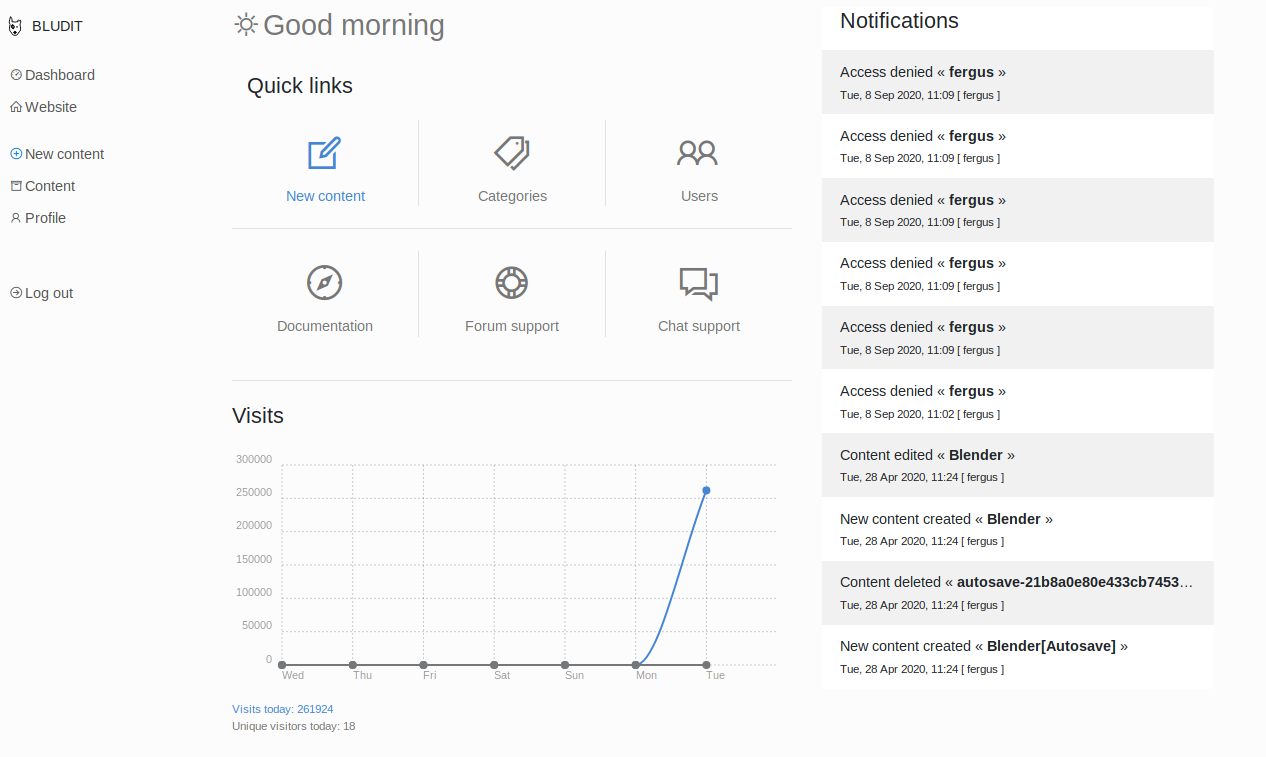 BLUDIT
Dashboard
Website
New content
Content
Profile
Log out
Good morning
Quick links
New content
Categories
Users
Documentation
Forum support
Chat support
Visits
300000
250000
200000
150000
100000
50000
0
Wed Thu Fri Sat Sun Mon Tue
Visits today: 261924
Unique visitors today: 18
Notifications
Access denied « fergus »
Tue, 8 Sep 2020, 11:09 [ fergus ]
Access denied « fergus »
Tue, 8 Sep 2020, 11:09 [ fergus ]
Access denied « fergus »
Tue, 8 Sep 2020, 11:09 [ fergus ]
Access denied « fergus »
Tue, 8 Sep 2020, 11:09 [ fergus ]
Access denied « fergus »
Tue, 8 Sep 2020, 11:09 [ fergus ]
Access denied « fergus »
Tue, 8 Sep 2020, 11:02 [ fergus ]
Content edited « Blender »
Tue, 28 Apr 2020, 11:24 [ fergus ]
New content created « Blender »
Tue, 28 Apr 2020, 11:24 [ fergus ]
Content deleted « autosave-21b8a0e80e433cb7453…
Tue, 28 Apr 2020, 11:24 [ fergus ]
New content created « Blender[Autosave] »
Tue, 28 Apr 2020, 11:24 [ fergus ]